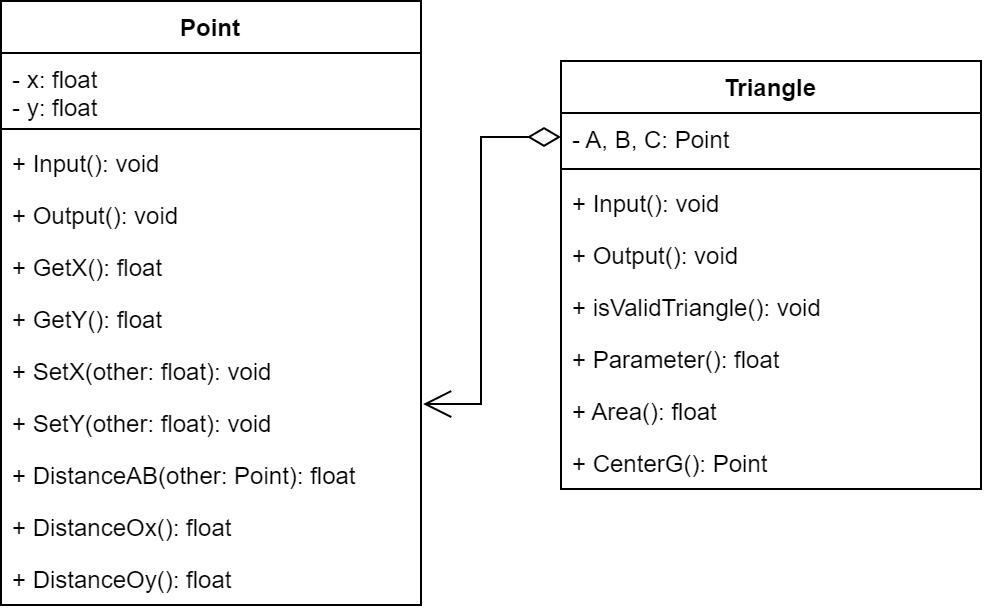 Point
- x: float
- y: float
+ Input(): void
+ Output(): void
+ GetX(): float
+ GetY(): float
+ SetX(other: float): void
+ SetY(other: float): void
+ DistanceAB(other: Point): float
+ DistanceOx(): float
+ DistanceOy(): float
Triangle
- A, B, C: Point
+ Input(): void
+ Output(): void
+ isValidTriangle(): void
+ Parameter(): float
+ Area(): float
+ CenterG(): Point